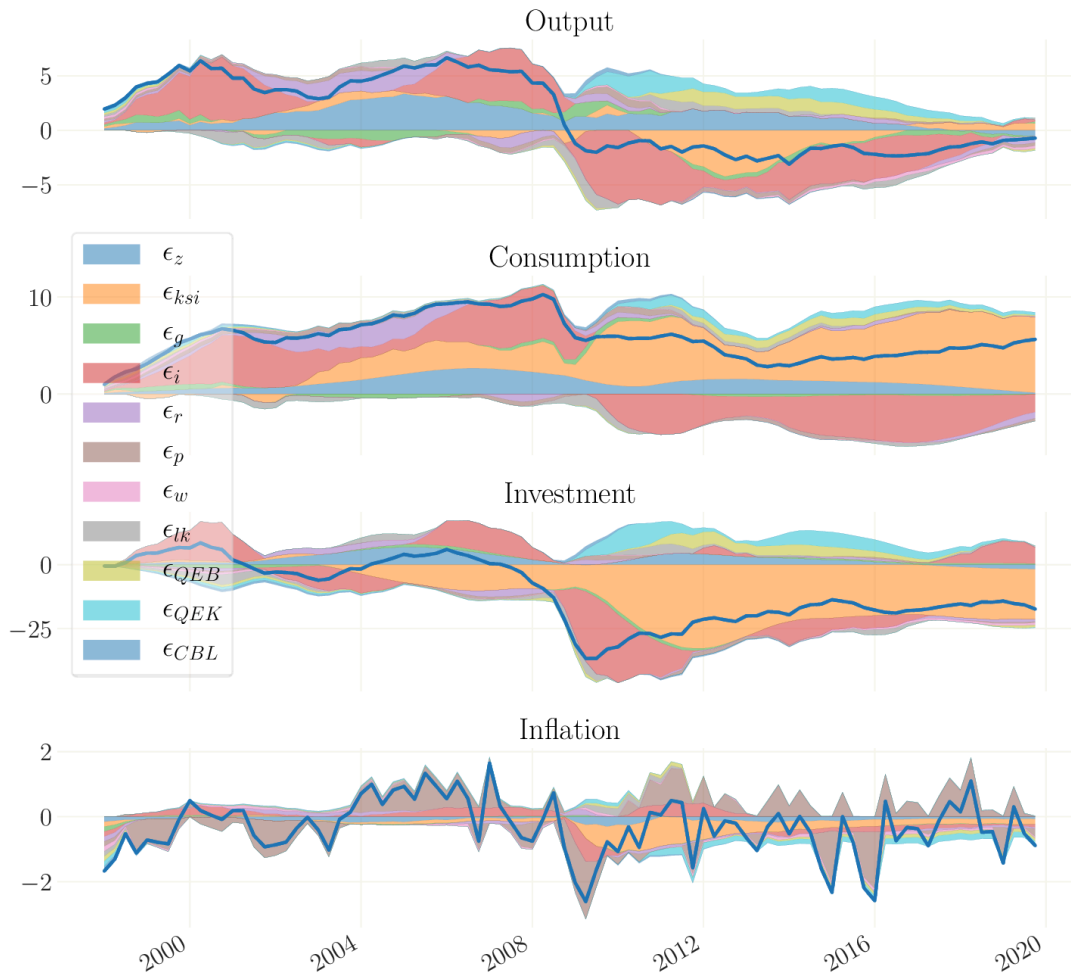 Output
5
0
−5
Consumption
10
0
Investment
0
−25
ϵ_z
ϵ_ksi
ϵ_g
ϵ_i
ϵ_r
ϵ_p
ϵ_w
ϵ_lk
ϵ_QEB
ϵ_QEK
ϵ_CBL
Inflation
2
0
−2
2000 2004 2008 2012 2016 2020